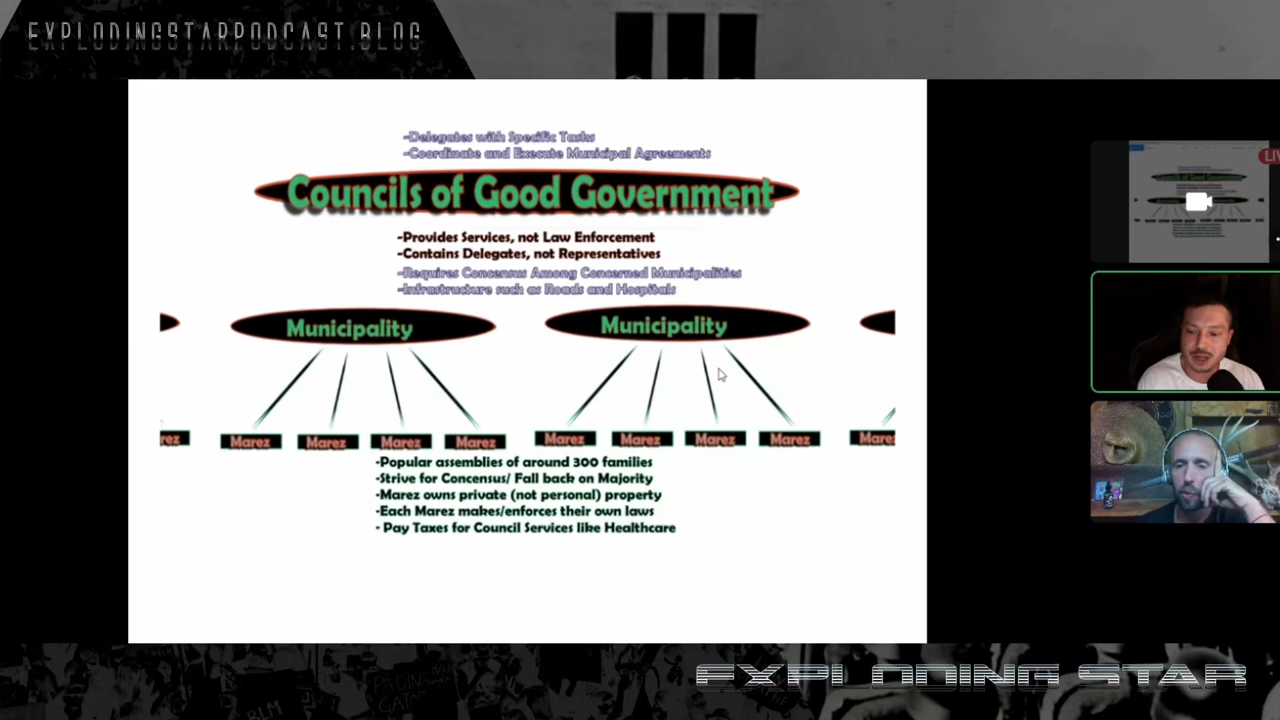 EXPLODINGSTARPODCAST.BLOG
-Delegates with Specific Tasks
-Coordinate and Execute Municipal Agreements
Councils of Good Government
-Provides Services, not Law Enforcement
-Contains Delegates, not Representatives
-Requires Concensus Among Concerned Municipalities
-Infrastructure such as Roads and Hospitals
Municipality Municipality
rez Marez Marez Marez Marez Marez Marez Marez Marez Marez
-Popular assemblies of around 300 families
-Strive for Concensus/ Fall back on Majority
-Marez owns private (not personal) property
-Each Marez makes/enforces their own laws
- Pay Taxes for Council Services like Healthcare
LI
BLM
EXPLODING STAR